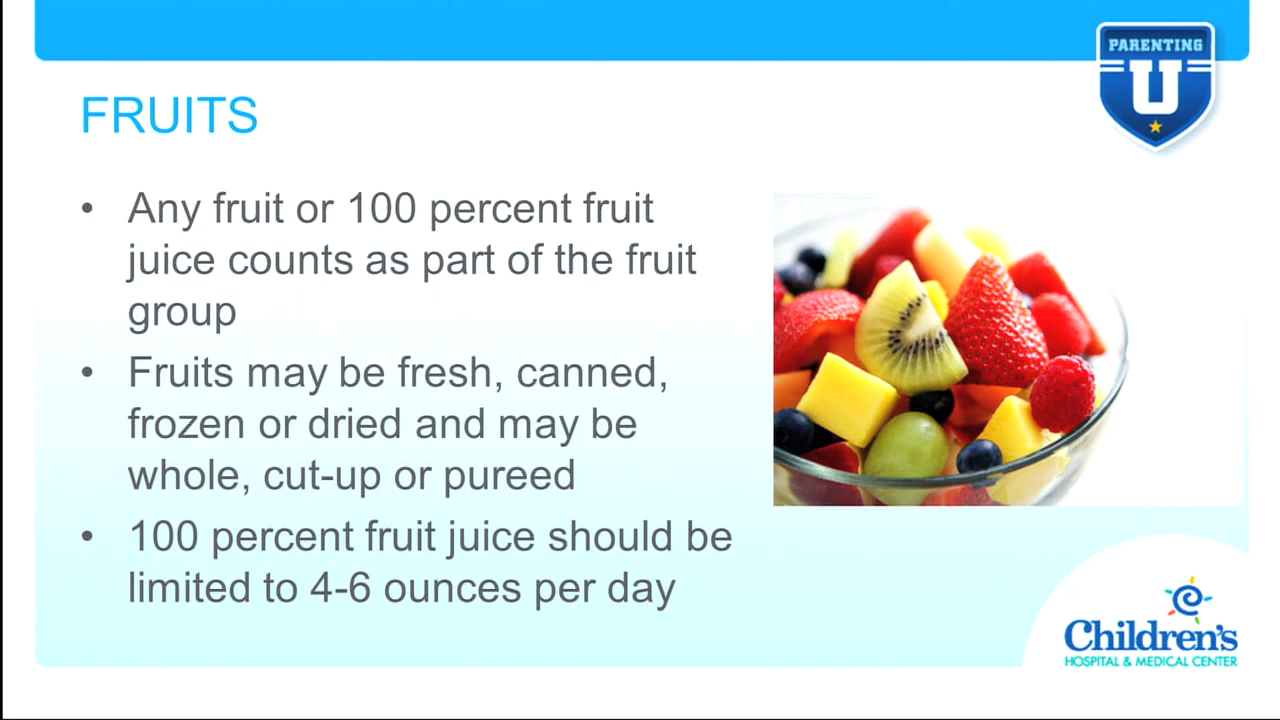 PARENTING
U
FRUITS
• Any fruit or 100 percent fruit
juice counts as part of the fruit
group
• Fruits may be fresh, canned,
frozen or dried and may be
whole, cut-up or pureed
• 100 percent fruit juice should be
limited to 4-6 ounces per day
Children's
HOSPITAL & MEDICAL CENTER